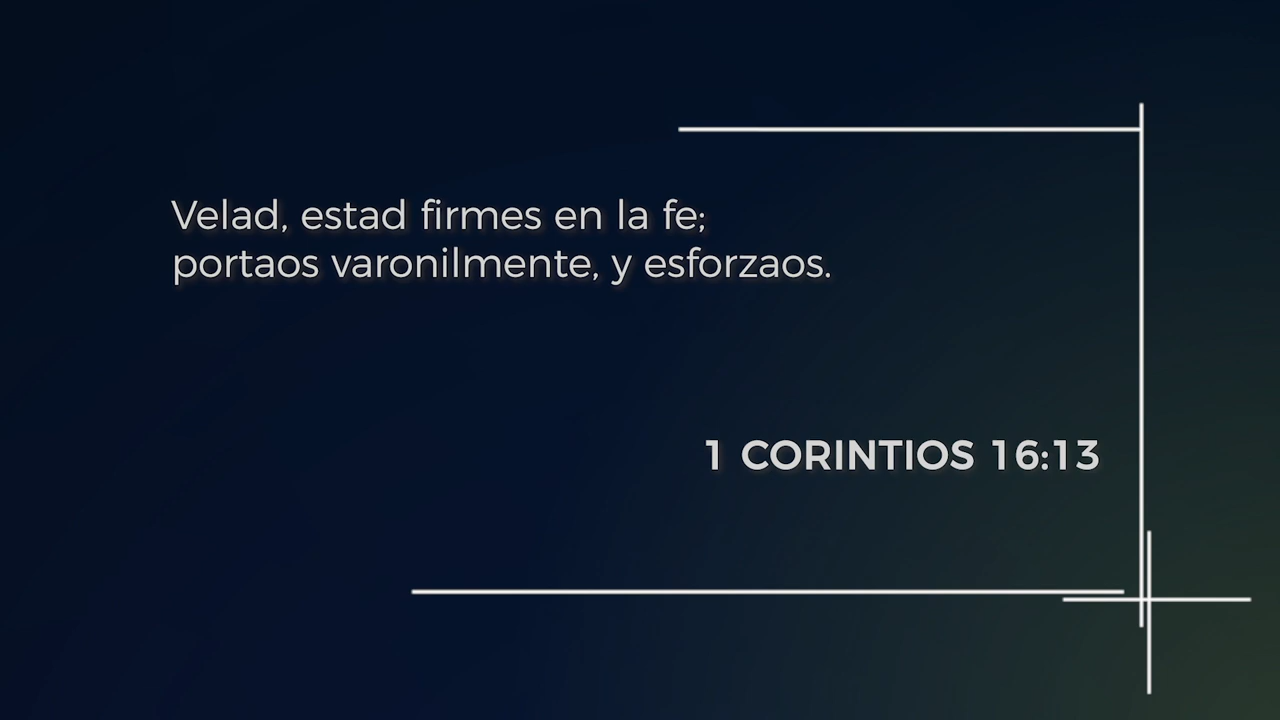 Velad, estad firmes en la fe;
portaos varonilmente, y esforzaos.
1 CORINTIOS 16:13